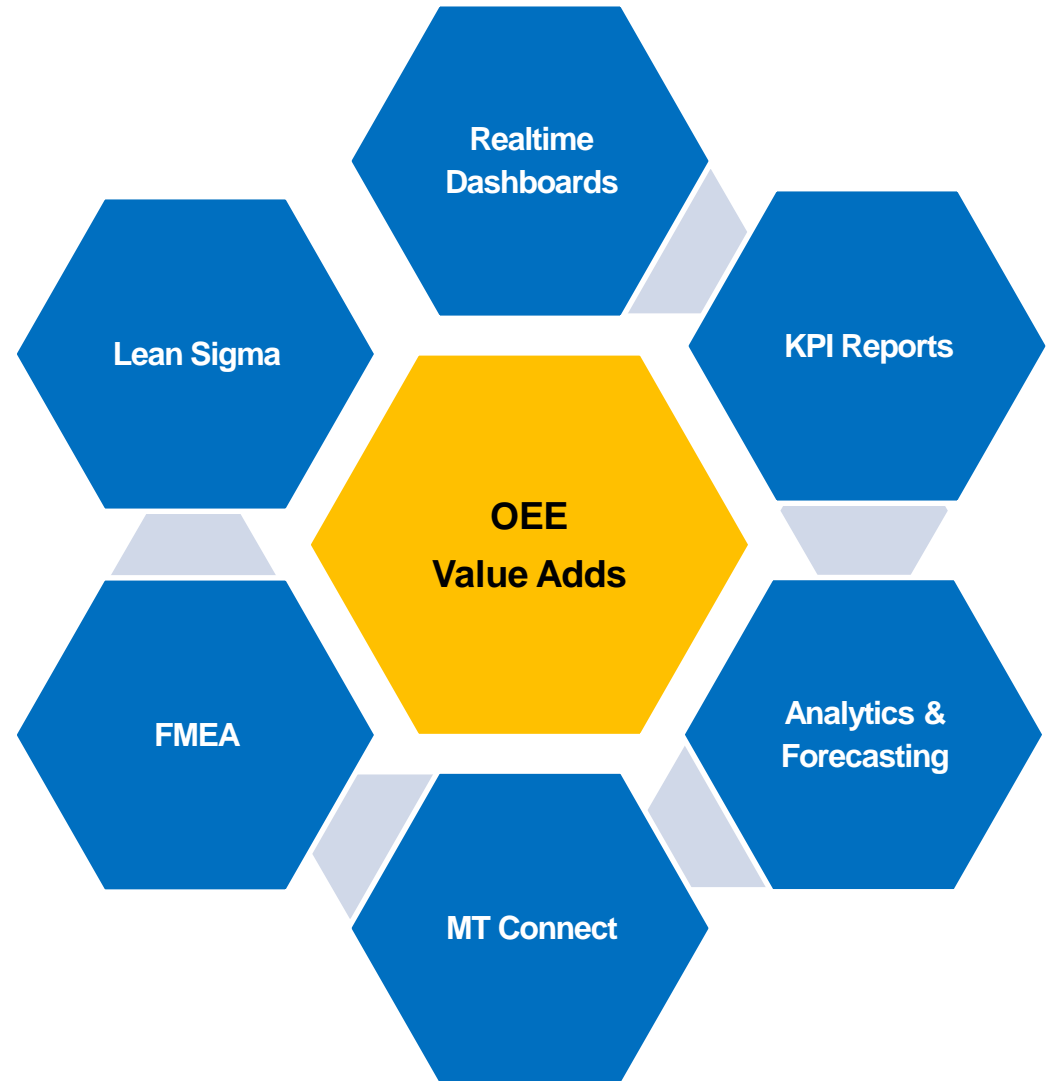 Realtime
Dashboards
KPI Reports
Lean Sigma
OEE
Value Adds
Analytics &
Forecasting
FMEA
MT Connect